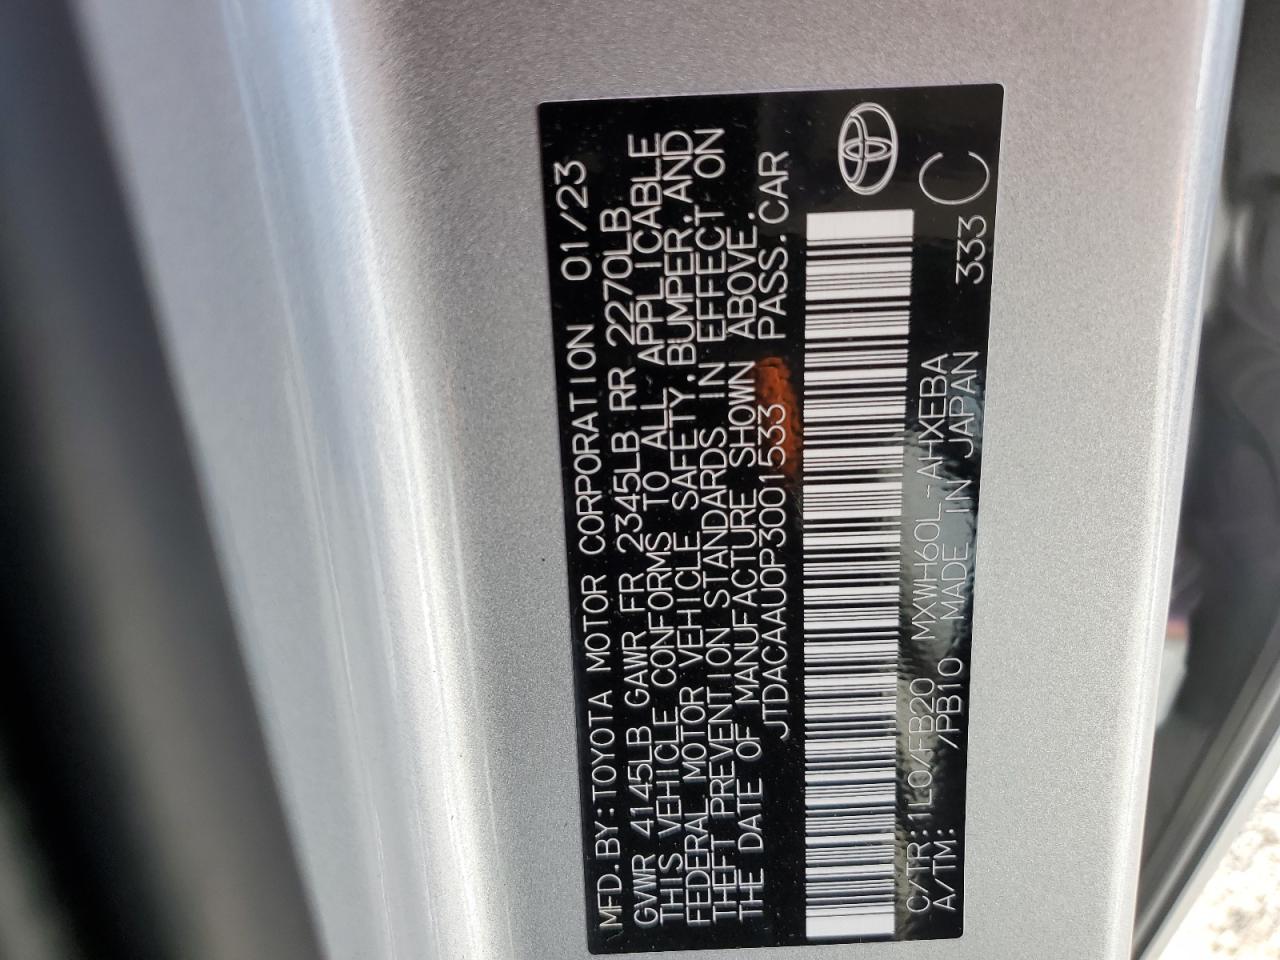 MFD.BY:TOYOTA MOTOR CORPORATION 01/23
GVWR 4145LB GAWR FR 2345LB RR 2270LB
THIS VEHICLE CONFORMS TO ALL APPLICABLE
FEDERAL MOTOR VEHICLE SAFETY.BUMPER.AND
THEFT PREVENTION STANDARDS IN EFFECT ON
THE DATE OF MANUFACTURE SHOWN ABOVE.
JTDACAAU0P3001533 PASS.CAR
C/TR:1L0/FB20 MXWH60L-AHXEBA
A/TM: /PB10 MADE IN JAPAN 333 C